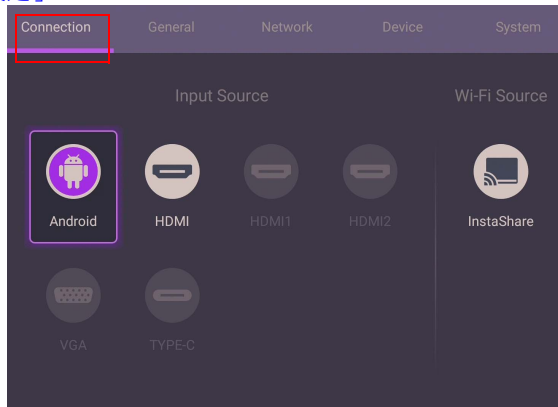 Connection General Network Device System
Input Source Wi-Fi Source
Android HDMI HDMI1 HDMI2 InstaShare
VGA TYPE-C